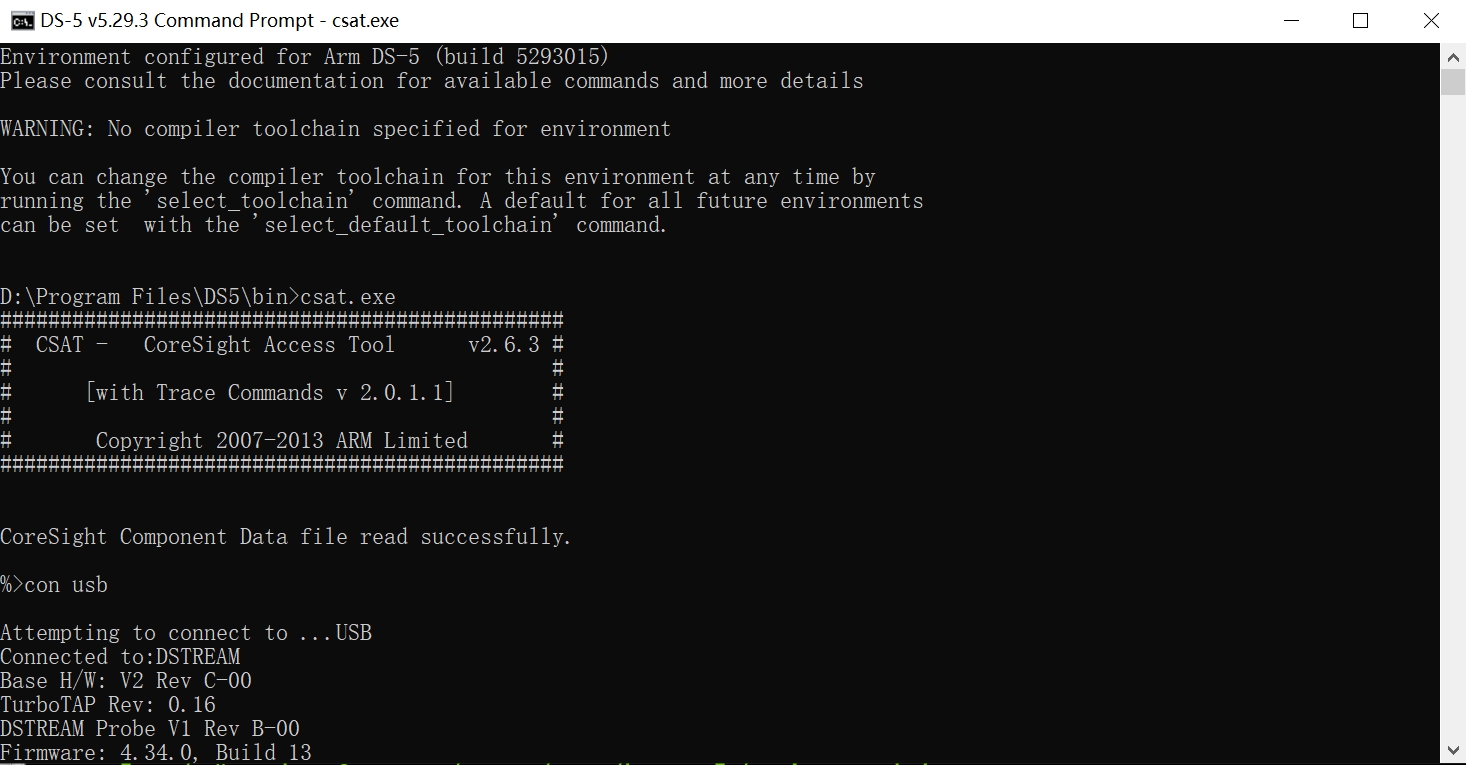 DS-5 v5.29.3 Command Prompt - csat.exe
Environment configured for Arm DS-5 (build 5293015)
Please consult the documentation for available commands and more details
WARNING: No compiler toolchain specified for environment
You can change the compiler toolchain for this environment at any time by
running the 'select_toolchain' command. A default for all future environments
can be set  with the 'select_default_toolchain' command.
D:\Program Files\DS5\bin>csat.exe
###############################################
#  CSAT -   CoreSight Access Tool      v2.6.3 #
#                                             #
#      [with Trace Commands v 2.0.1.1]        #
#                                             #
#       Copyright 2007-2013 ARM Limited       #
###############################################
CoreSight Component Data file read successfully.
%>con usb
Attempting to connect to ...USB
Connected to:DSTREAM
Base H/W: V2 Rev C-00
TurboTAP Rev: 0.16
DSTREAM Probe V1 Rev B-00
Firmware: 4.34.0, Build 13